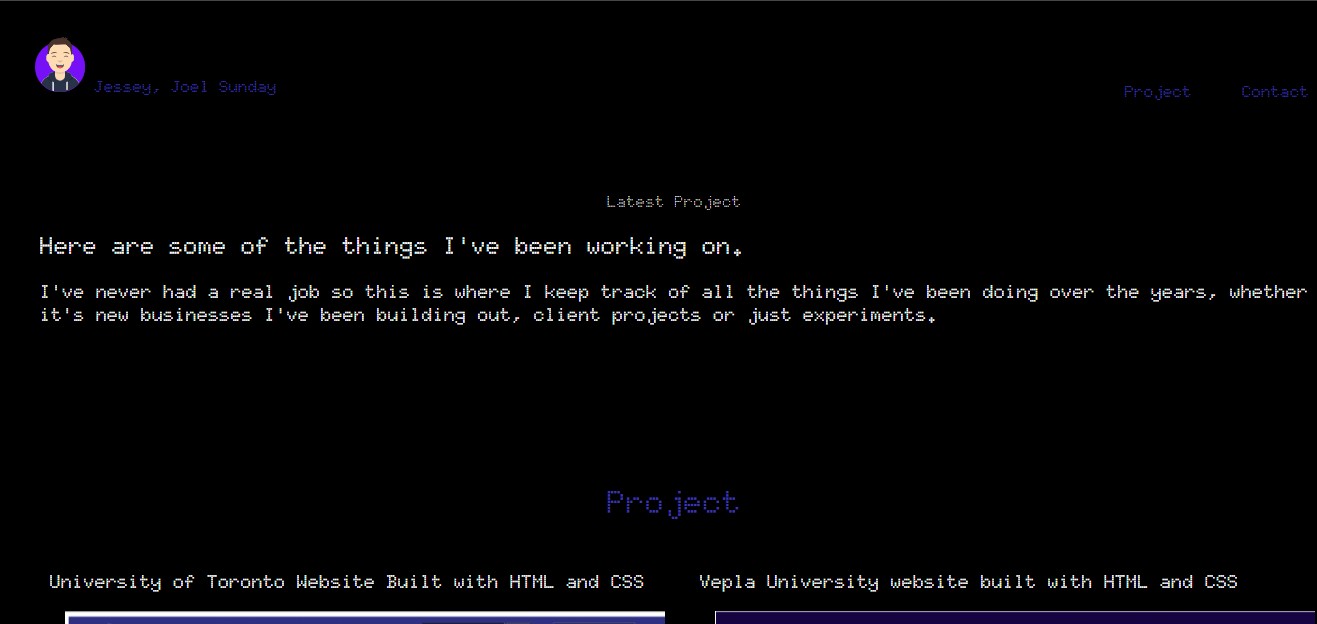 Jessey, Joel Sunday
Project
Contact
Latest Project
Here are some of the things I've been working on.
I've never had a real job so this is where I keep track of all the things I've been doing over the years, whether
it's new businesses I've been building out, client projects or just experiments.
Project
University of Toronto Website Built with HTML and CSS
Vepla University website built with HTML and CSS